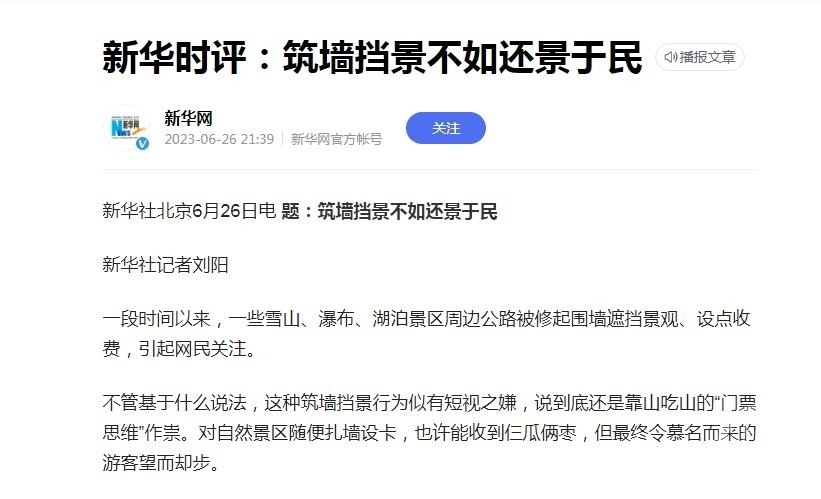 新华时评：筑墙挡景不如还景于民
播报文章
新华网
新华网
NEWS
V
2023-06-26 21:39
新华网官方帐号
关注
新华社北京6月26日电 题：筑墙挡景不如还景于民
新华社记者刘阳
一段时间以来，一些雪山、瀑布、湖泊景区周边公路被修起围墙遮挡景观、设点收
费，引起网民关注。
不管基于什么说法，这种筑墙挡景行为似有短视之嫌，说到底还是靠山吃山的“门票
思维”作祟。对自然景区随便扎墙设卡，也许能收到仨瓜俩枣，但最终令慕名而来的
游客望而却步。